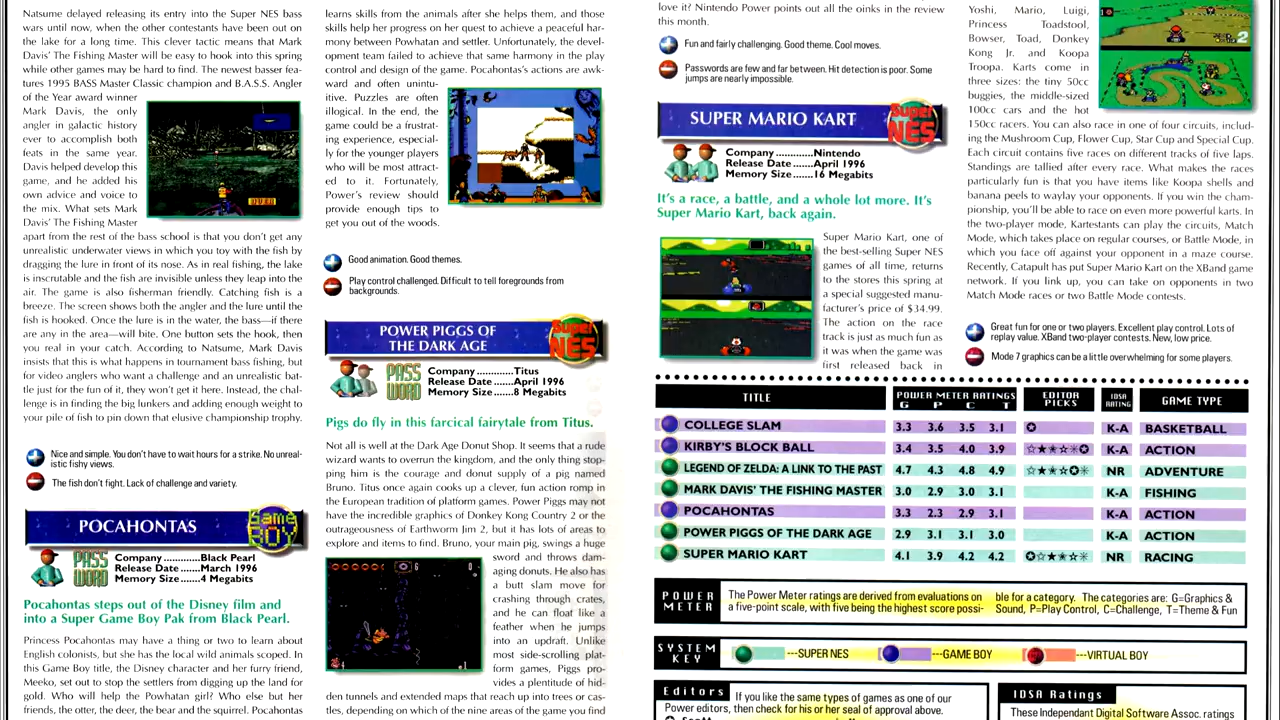 Natsume delayed releasing its entry into the Super NES bass
wars until now, when the other contestants have been out on
the lake for a long time. This clever tactic means that Mark
Davis' The Fishing Master will be easy to hook into this spring
while other games may be hard to find. The newest basser fea-
tures 1995 BASS Master Classic champion and B.A.S.S. Angler
of the Year award winner
Mark Davis, the only
angler in galactic history
ever to accomplish both
feats in the same year.
Davis helped develop this
game, and he added his
own advice and voice to
the mix. What sets Mark
Davis' The Fishing Master
apart from the rest of the bass school is that you don't get any
unrealistic underwater views in which you toy with the fish by
dragging the lure in front of its nose. As in real fishing, the lake
is inscrutable and the fish are invisible unless they leap into the
air. The game is also fisherman friendly. Catching fish is a
breeze. The screen shows both the angler and the lure until the
fish is hooked. Once the lure is in the water, the bass—if there
are any in the area—will bite. One button sets the hook, then
you real in your catch. According to Natsume, Mark Davis
insists that this is what happens in tournament bass fishing, but
for video anglers who want a challenge and an unrealistic bat-
tle just for the fun of it, they won't get it here. Instead, the chal-
lenge is in finding the big lunkers and adding enough weight to
your pile of fish to pin down that elusive championship trophy.
Nice and simple. You don't have to wait hours for a strike. No unreal-
istic fishy views.
The fish don't fight. Lack of challenge and variety.
POCAHONTAS
Game BOY
PASS WORD
Company ............Black Pearl
Release Date ......March 1996
Memory Size ......4 Megabits
Pocahontas steps out of the Disney film and
into a Super Game Boy Pak from Black Pearl.
Princess Pocahontas may have a thing or two to learn about
English colonists, but she has the local wild animals scoped. In
this Game Boy title, the Disney character and her furry friend,
Meeko, set out to stop the settlers from digging up the land for
gold. Who will help the Powhatan girl? Who else but her
friends, the otter, the deer, the bear and the squirrel. Pocahontas
learns skills from the animals after she helps them, and those
skills help her progress on her quest to achieve a peaceful har-
mony between Powhatan and settler. Unfortunately, the devel-
opment team failed to achieve that same harmony in the play
control and design of the game. Pocahontas's actions are awk-
ward and often unintu-
itive. Puzzles are often
illogical. In the end, the
game could be a frustrat-
ing experience, especial-
ly for the younger players
who will be most attract-
ed to it. Fortunately,
Power's review should
provide enough tips to
get you out of the woods.
Good animation. Good themes.
Play control challenged. Difficult to tell foregrounds from
backgrounds.
POWER PIGGS OF
THE DARK AGE
Super NES
PASS WORD
Company .............Titus
Release Date .......April 1996
Memory Size .......8 Megabits
Pigs do fly in this farcical fairytale from Titus.
Not all is well at the Dark Age Donut Shop. It seems that a rude
wizard wants to overrun the kingdom, and the only thing stop-
ping him is the courage and donut supply of a pig named
Bruno. Titus once again cooks up a clever, fun action romp in
the European tradition of platform games. Power Piggs may not
have the incredible graphics of Donkey Kong Country 2 or the
outrageousness of Earthworm Jim 2, but it has lots of areas to
explore and items to find. Bruno, your main pig, swings a huge
sword and throws dam-
aging donuts. He also has
a butt slam move for
crashing through crates,
and he can float like a
feather when he jumps
into an updraft. Unlike
most side-scrolling plat-
form games, Piggs pro-
vides a plentitude of hid-
den tunnels and extended maps that reach up into trees or cas-
tles, depending on which of the nine areas of the game you find
love it? Nintendo Power points out all the oinks in the review
this month.
Fun and fairly challenging. Good theme. Cool moves.
Passwords are few and far between. Hit detection is poor. Some
jumps are nearly impossible.
SUPER MARIO KART
Super NES
Company .............Nintendo
Release Date .......April 1996
Memory Size .......16 Megabits
It's a race, a battle, and a whole lot more. It's
Super Mario Kart, back again.
Super Mario Kart, one of
the best-selling Super NES
games of all time, returns
to the stores this spring at
a special suggested manu-
facturer's price of $34.99.
The action on the race
track is just as much fun as
it was when the game was
first released back in
Yoshi, Mario, Luigi,
Princess Toadstool,
Bowser, Toad, Donkey
Kong Jr. and Koopa
Troopa. Karts come in
three sizes: the tiny 50cc
buggies, the middle-sized
100cc cars and the hot
150cc racers. You can also race in one of four circuits, includ-
ing the Mushroom Cup, Flower Cup, Star Cup and Special Cup.
Each circuit contains five races on different tracks of five laps.
Standings are tallied after every race. What makes the races
particularly fun is that you have items like Koopa shells and
banana peels to waylay your opponents. If you win the cham-
pionship, you'll be able to race on even more powerful karts. In
the two-player mode, Kartestants can play the circuits, Match
Mode, which takes place on regular courses, or Battle Mode, in
which you face off against your opponent in a maze course.
Recently, Catapult has put Super Mario Kart on the XBand game
network. If you link up, you can take on opponents in two
Match Mode races or two Battle Mode contests.
Great fun for one or two players. Excellent play control. Lots of
replay value. XBand two-player contests. New, low price.
Mode 7 graphics can be a little overwhelming for some players.
TITLE POWER METER RATINGS G P C T EDITOR PICKS IDSA RATING GAME TYPE
COLLEGE SLAM 3.3 3.6 3.5 3.1 K-A BASKETBALL
KIRBY'S BLOCK BALL 3.4 3.5 4.0 3.9 K-A ACTION
LEGEND OF ZELDA: A LINK TO THE PAST 4.7 4.3 4.8 4.9 NR ADVENTURE
MARK DAVIS' THE FISHING MASTER 3.0 2.9 3.0 3.1 K-A FISHING
POCAHONTAS 3.3 2.3 2.9 3.1 K-A ACTION
POWER PIGGS OF THE DARK AGE 2.9 3.1 3.1 3.0 K-A ACTION
SUPER MARIO KART 4.1 3.9 4.2 4.2 NR RACING
POWER METER
The Power Meter ratings are derived from evaluations on
a five-point scale, with five being the highest score possi-
ble for a category. The categories are: G=Graphics &
Sound, P=Play Control, C=Challenge, T=Theme & Fun
SYSTEM KEY
---SUPER NES ---GAME BOY ---VIRTUAL BOY
Editors
If you like the same types of games as one of our
Power editors, then check for his or her seal of approval above.
IDSA Ratings
These Independent Digital Software Assoc. ratings